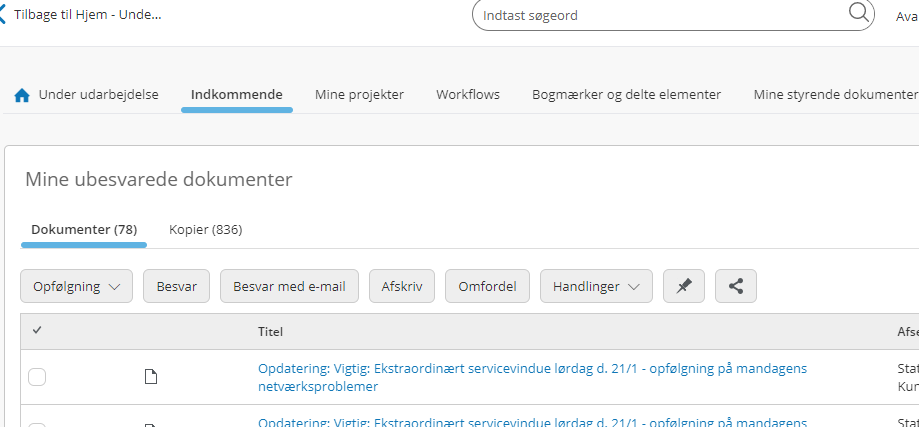 Tilbage til Hjem - Unde...
Indtast søgeord
Ava
Under udarbejdelse
Indkommende
Mine projekter
Workflows
Bogmærker og delte elementer
Mine styrende dokumenter
Mine ubesvarede dokumenter
Dokumenter (78)
Kopier (836)
Opfølgning
Besvar
Besvar med e-mail
Afskriv
Omfordel
Handlinger
Titel
Afse
Opdatering: Vigtig: Ekstraordinært servicevindue lørdag d. 21/1 - opfølgning på mandagens
netværksproblemer
Stat
Kun
Opdatering: Vigtig: Ekstraordinært servicevindue lørdag d. 21/1 - opfølgning på mandagens
Stat